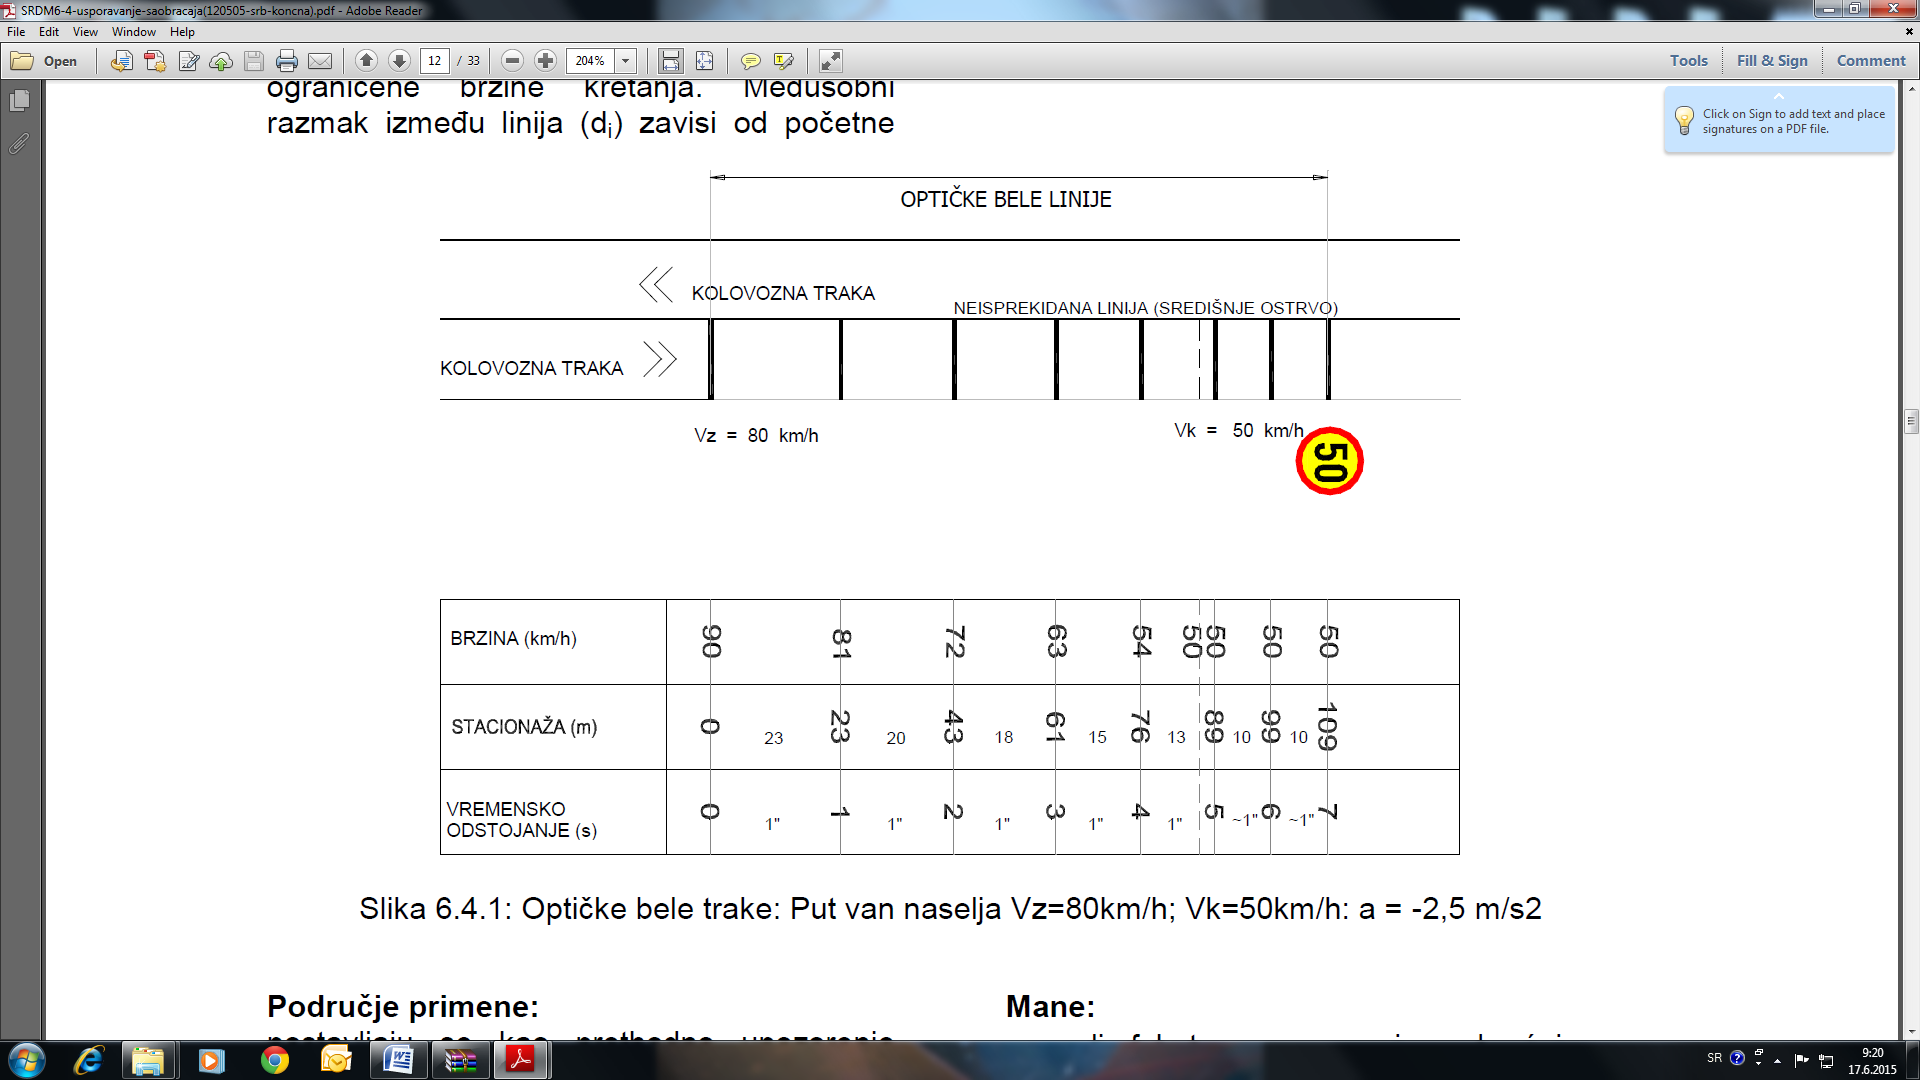 SRDM6-4-usporavanje-saobracaja(120505-srb-koncna).pdf - Adobe Reader
File Edit View Window Help
Open 12 / 33 204% Tools Fill & Sign Comment
Click on Sign to add text and place
signatures on a PDF file.
ograničene brzine kretanja. Međusobni
razmak između linija (di) zavisi od početne
OPTIČKE BELE LINIJE
KOLOVOZNA TRAKA
NEISPREKIDANA LINIJA (SREDIŠNJE OSTRVO)
KOLOVOZNA TRAKA
Vz = 80 km/h
Vk = 50 km/h
50
BRZINA (km/h) 90 81 72 63 54 50 50 50 50
STACIONAŽA (m) 0 23 23 20 43 18 61 15 76 13 89 10 99 10 109
VREMENSKO
ODSTOJANJE (s) 0 1" 1 1" 2 1" 3 1" 4 1" 5 ~1" 6 ~1" 7
Slika 6.4.1: Optičke bele trake: Put van naselja Vz=80km/h; Vk=50km/h: a = -2,5 m/s2
Područje primene:
Mane:
SR
9:20
17.6.2015